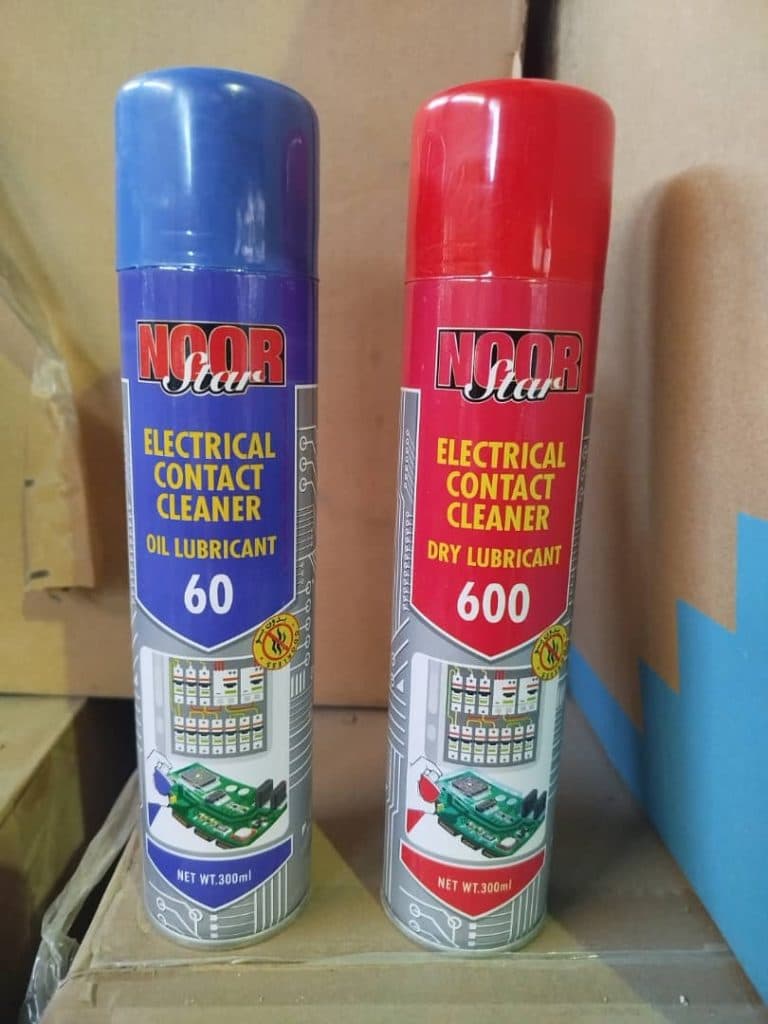 NOOR
Star
ELECTRICAL
CONTACT
CLEANER
OIL LUBRICANT
60
NET WT.300ml
NOOR
Star
ELECTRICAL
CONTACT
CLEANER
DRY LUBRICANT
600
NET WT.300ml